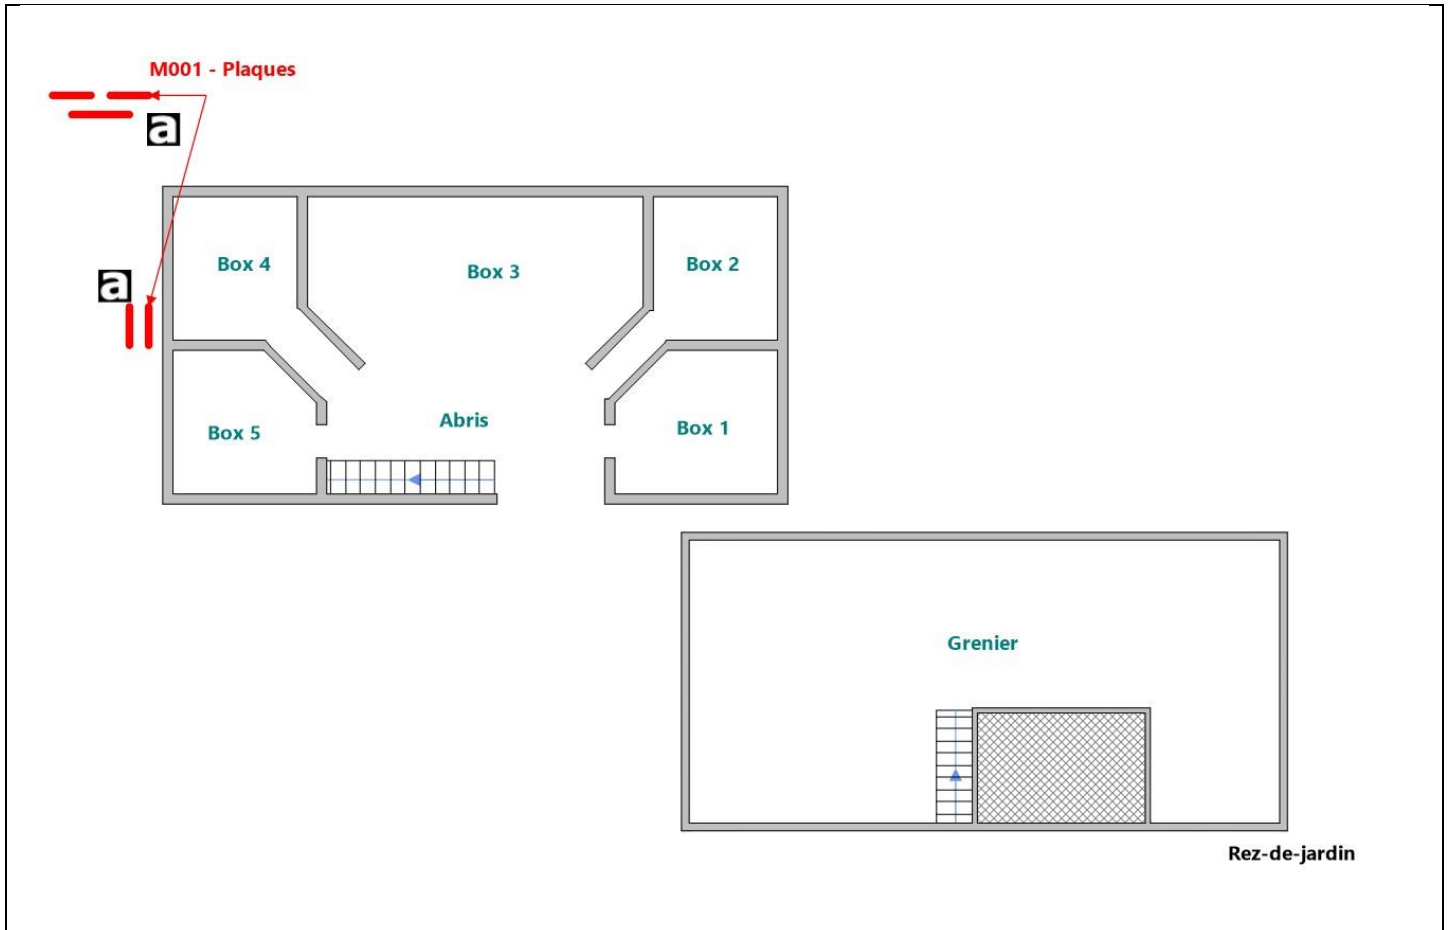 M001 - Plaques
a
Box 4
Box 3
Box 2
a
Abris
Box 5
Box 1
Grenier
Rez-de-jardin